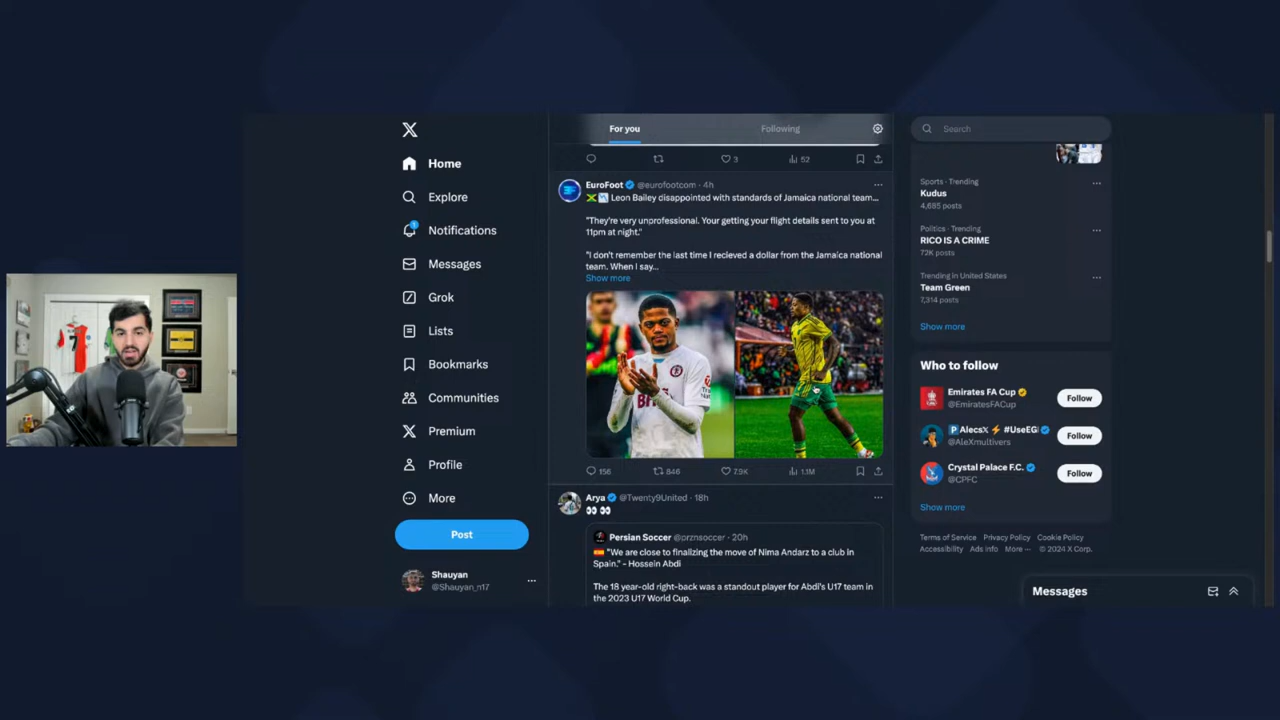 Home
Explore
1
Notifications
Messages
Grok
Lists
Bookmarks
Communities
Premium
Profile
More
Post
Shauyan
@Shauyan_n17
For you
Following
3
52
EuroFoot @eurofootcom · 4h
Leon Bailey disappointed with standards of Jamaica national team...
"They're very unprofessional. Your getting your flight details sent to you at
11pm at night."
"I don't remember the last time I recieved a dollar from the Jamaica national
team. When I say...
Show more
156
846
7.9K
1.1M
Arya @Twenty9United · 18h
Persian Soccer @prznsoccer · 20h
"We are close to finalizing the move of Nima Andarz to a club in
Spain." - Hossein Abdi
The 18 year-old right-back was a standout player for Abdi's U17 team in
the 2023 U17 World Cup.
Search
Sports · Trending
Kudus
4,685 posts
Politics · Trending
RICO IS A CRIME
72K posts
Trending in United States
Team Green
7,314 posts
Show more
Who to follow
Emirates FA Cup
@EmiratesFACup
Follow
AlecsX #UseEG
@AleXmultivers
Follow
Crystal Palace F.C.
@CPFC
Follow
Show more
Terms of Service Privacy Policy Cookie Policy
Accessibility Ads info More ... © 2024 X Corp.
Messages